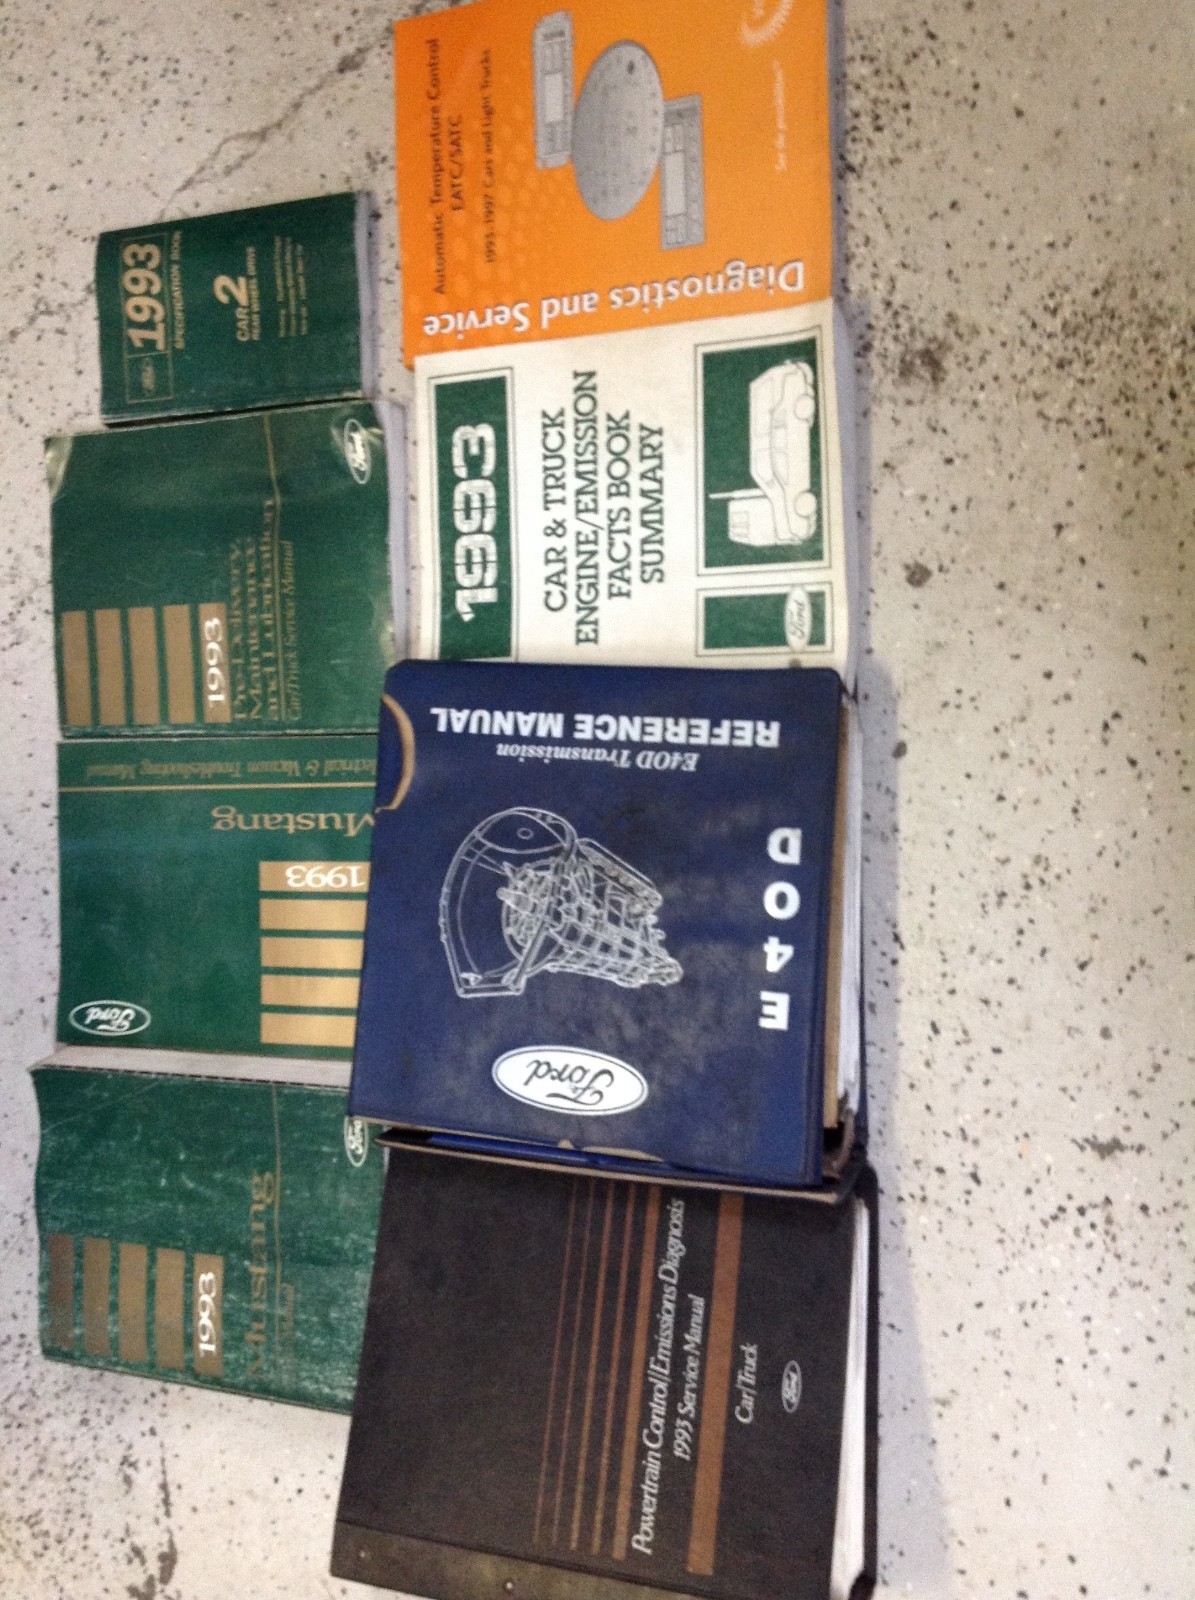 Ford
1993
SPECIFICATION BOOK
CAR 2
REAR WHEEL DRIVE
Ford
1993
Pre-Delivery,
Maintenance
and Lubrication
Car/Truck Service Manual
Electrical & Vacuum Troubleshooting Manual
Mustang
1993
Ford
Ford
1993
Mustang
Automatic Temperature Control
EATC/SATC
1993-1997 Cars and Light Trucks
Diagnostics and Service
1993
CAR & TRUCK
ENGINE/EMISSION
FACTS BOOK
SUMMARY
Ford
REFERENCE MANUAL
E4OD Transmission
E4OD
Ford
Powertrain Control/Emissions Diagnosis
1993 Service Manual
Car/Truck
Ford